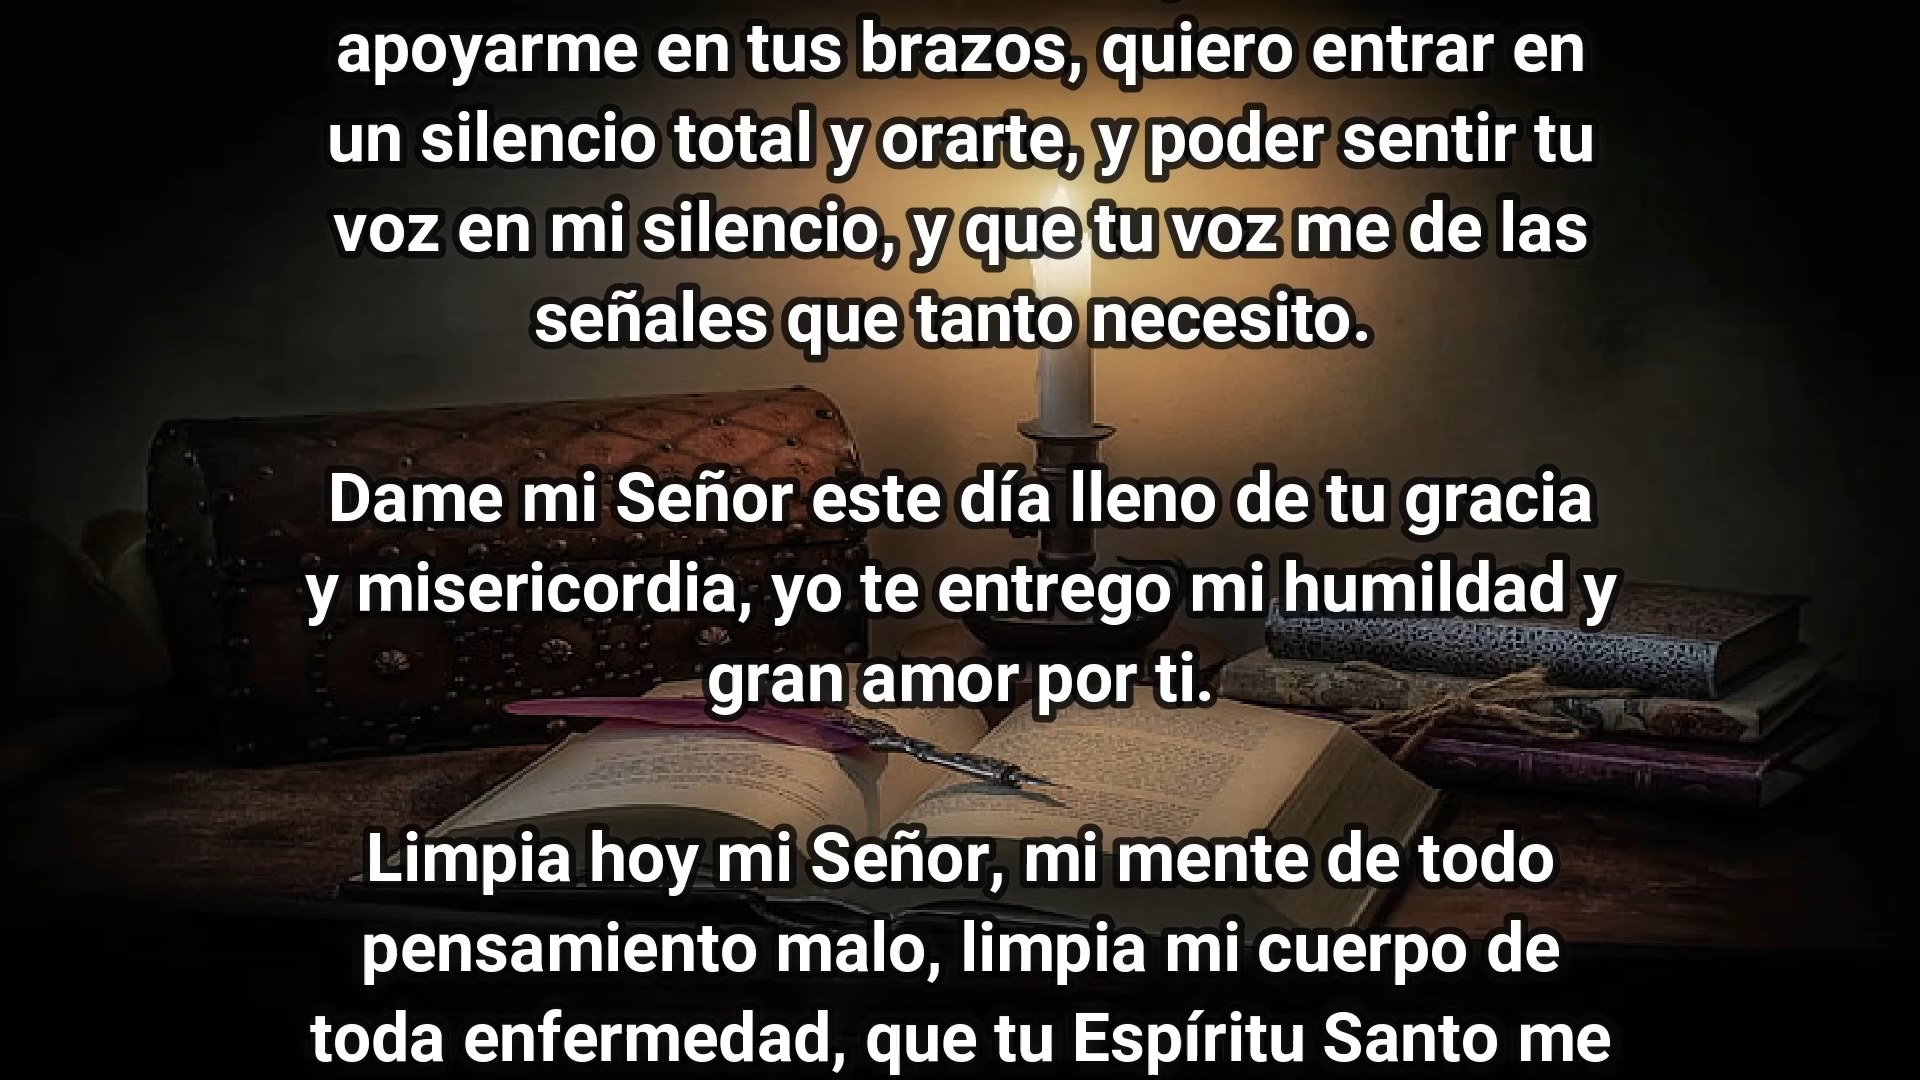 apoyarme en tus brazos, quiero entrar en
un silencio total y orarte, y poder sentir tu
voz en mi silencio, y que tu voz me de las
señales que tanto necesito.
Dame mi Señor este día lleno de tu gracia
y misericordia, yo te entrego mi humildad y
gran amor por ti.
Limpia hoy mi Señor, mi mente de todo
pensamiento malo, limpia mi cuerpo de
toda enfermedad, que tu Espíritu Santo me